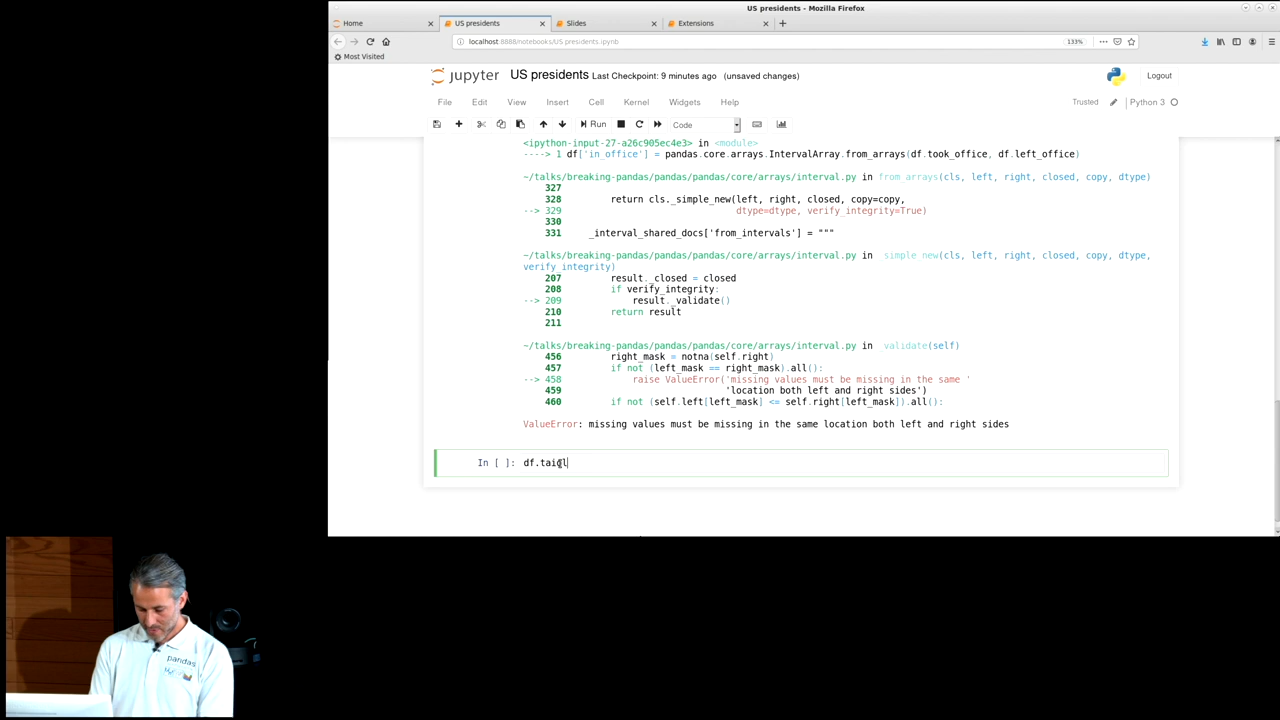 US presidents - Mozilla Firefox
Home
US presidents
Slides
Extensions
localhost:8888/notebooks/US presidents.ipynb
133%
Most Visited
jupyter
US presidents Last Checkpoint: 9 minutes ago (unsaved changes)
Logout
File Edit View Insert Cell Kernel Widgets Help
Trusted
Python 3
Run
Code
<ipython-input-27-a26c905ec4e3> in <module>
----> 1 df['in_office'] = pandas.core.arrays.IntervalArray.from_arrays(df.took_office, df.left_office)
~/talks/breaking-pandas/pandas/pandas/core/arrays/interval.py in from_arrays(cls, left, right, closed, copy, dtype)
327
328 return cls._simple_new(left, right, closed, copy=copy,
--> 329 dtype=dtype, verify_integrity=True)
330
331 _interval_shared_docs['from_intervals'] = """
~/talks/breaking-pandas/pandas/pandas/core/arrays/interval.py in _simple_new(cls, left, right, closed, copy, dtype,
verify_integrity)
207 result._closed = closed
208 if verify_integrity:
--> 209 result._validate()
210 return result
211
~/talks/breaking-pandas/pandas/pandas/core/arrays/interval.py in _validate(self)
456 right_mask = notna(self.right)
457 if not (left_mask == right_mask).all():
--> 458 raise ValueError('missing values must be missing in the same '
459 'location both left and right sides')
460 if not (self.left[left_mask] <= self.right[left_mask]).all():
ValueError: missing values must be missing in the same location both left and right sides
In [ ]:
pandas